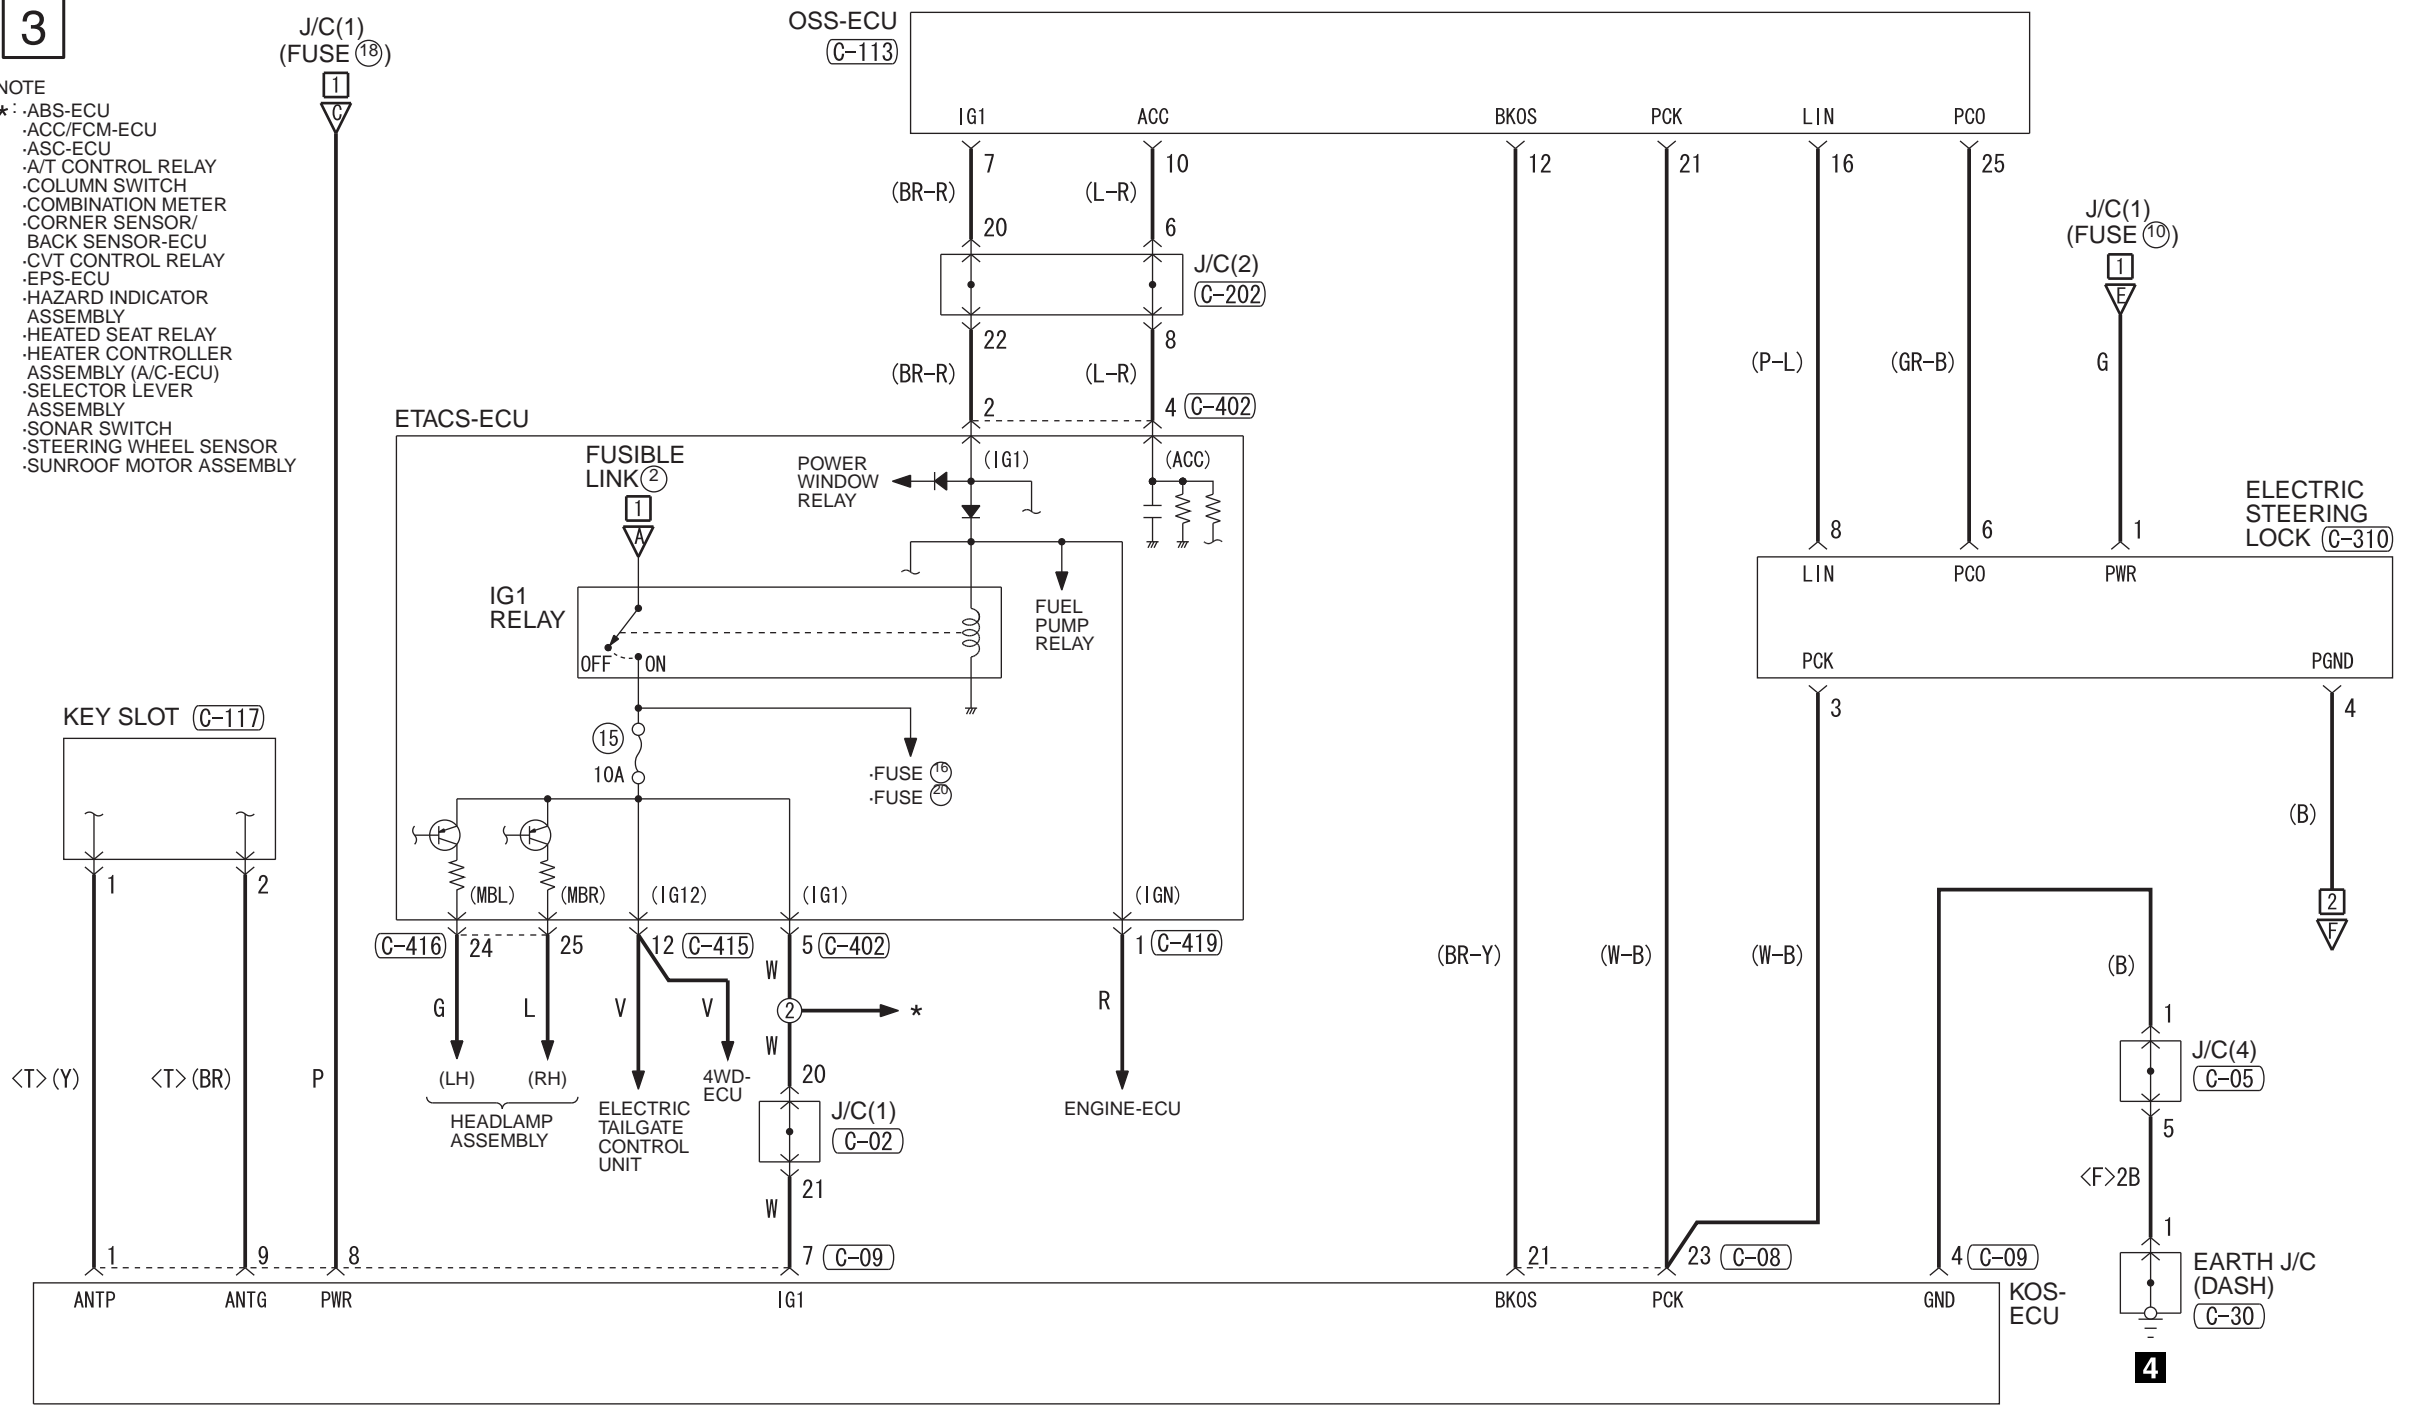 3
J/C(1)
(FUSE 18)
1
C
NOTE
*: ·ABS-ECU
·ACC/FCM-ECU
·ASC-ECU
·A/T CONTROL RELAY
·COLUMN SWITCH
·COMBINATION METER
·CORNER SENSOR/
BACK SENSOR-ECU
·CVT CONTROL RELAY
·EPS-ECU
·HAZARD INDICATOR
ASSEMBLY
·HEATED SEAT RELAY
·HEATER CONTROLLER
ASSEMBLY (A/C-ECU)
·SELECTOR LEVER
ASSEMBLY
·SONAR SWITCH
·STEERING WHEEL SENSOR
·SUNROOF MOTOR ASSEMBLY
OSS-ECU
C-113
IG1 ACC BKOS PCK LIN PCO
7 10 12 21 16 25
(BR-R) (L-R)
20 6
J/C(2)
C-202
22 8
(BR-R) (L-R)
2 4 C-402
J/C(1)
(FUSE 10)
1
E
(P-L) (GR-B) G
8 6 1
ELECTRIC
STEERING
LOCK C-310
LIN PCO PWR
PCK PGND
3 4
(B)
2
F
ETACS-ECU
FUSIBLE
LINK 2
1
A
POWER
WINDOW
RELAY
(IG1) (ACC)
IG1
RELAY
OFF ON
FUEL
PUMP
RELAY
15
10A
·FUSE 16
·FUSE 20
(MBL) (MBR) (IG12) (IG1) (IGN)
C-416 24 25 12 C-415 5 C-402 1 C-419
G L V V W R
2 *
W
(LH) (RH)
HEADLAMP
ASSEMBLY
ELECTRIC
TAILGATE
CONTROL
UNIT
4WD-
ECU
20
J/C(1)
C-02
21
W
ENGINE-ECU
KEY SLOT C-117
1 2
<T>(Y) <T>(BR) P
(BR-Y) (W-B) (W-B)
(B)
1
J/C(4)
C-05
5
<F>2B
1
EARTH J/C
(DASH)
C-30
4
1 9 8 7 C-09 21 23 C-08 4 C-09
ANTP ANTG PWR IG1 BKOS PCK GND
KOS-
ECU